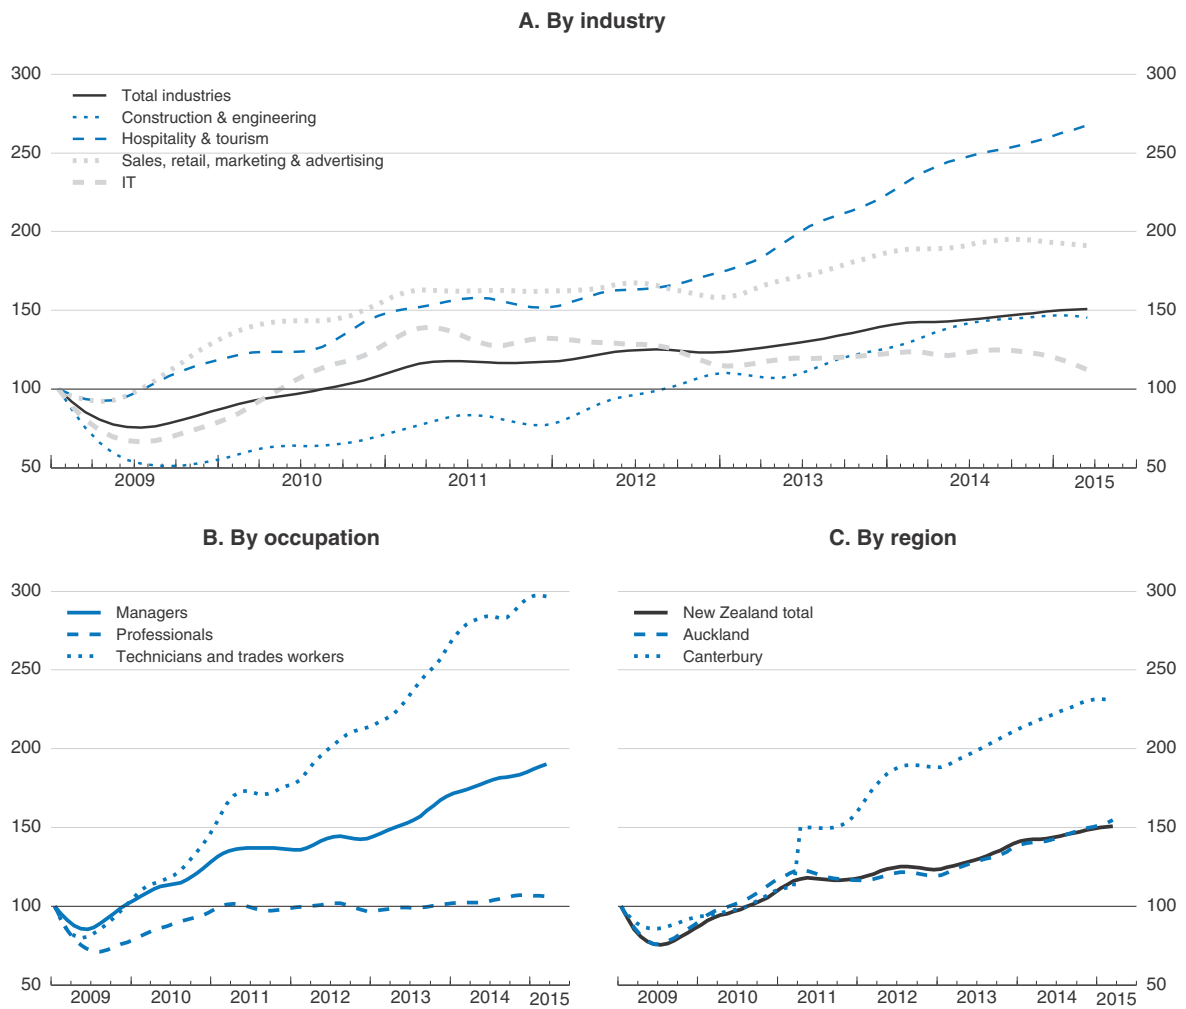 A. By industry
300 300
Total industries
Construction & engineering
Hospitality & tourism
250 250
Sales, retail, marketing & advertising
IT
200 200
150 150
100 100
50 50
2009 2010 2011 2012 2013 2014 2015
B. By occupation
300
Managers
Professionals
Technicians and trades workers
250
200
150
100
50
2009 2010 2011 2012 2013 2014 2015
C. By region
300
New Zealand total
Auckland
Canterbury
250
200
150
100
50
2009 2010 2011 2012 2013 2014 2015